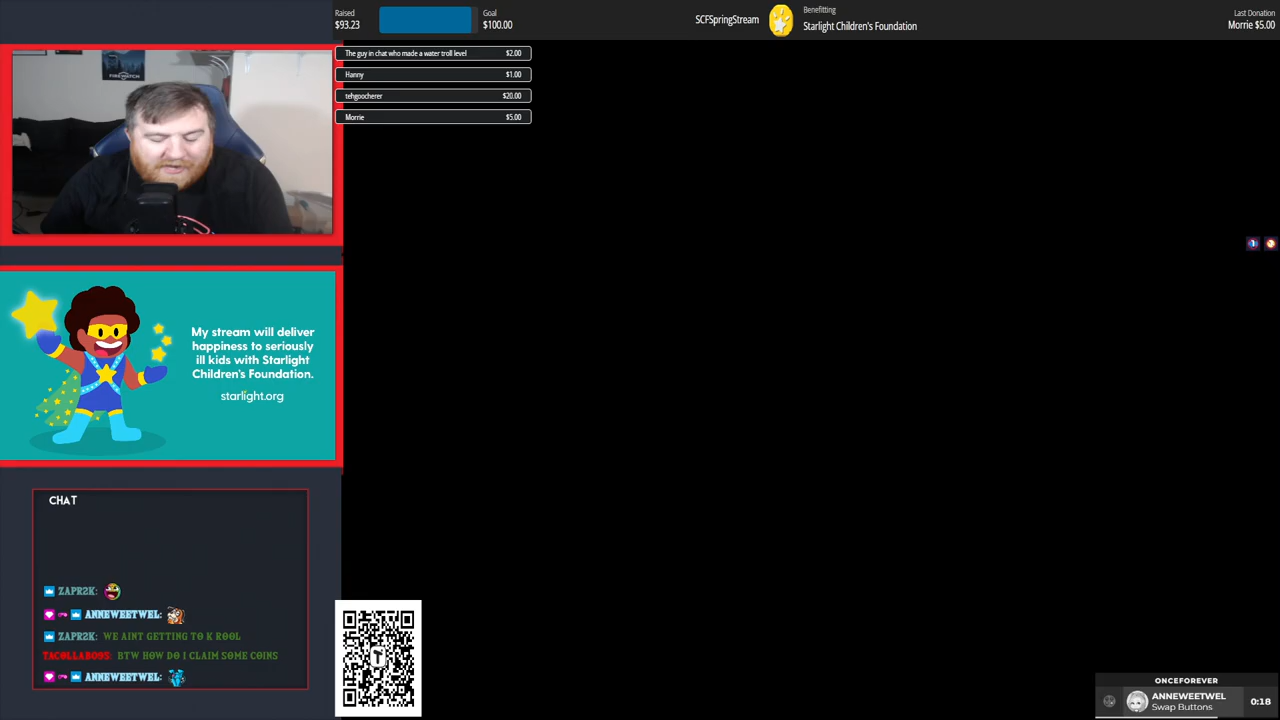 Raised
$93.23
Goal
$100.00
SCFSpringStream
Benefitting
Starlight Children's Foundation
Last Donation
Morrie $5.00
FIREWATCH
The guy in chat who made a water troll level $2.00
Hanny $1.00
tehgoocherer $20.00
Morrie $5.00
My stream will deliver
happiness to seriously
ill kids with Starlight
Children's Foundation.
starlight.org
CHAT
ZAPR2K:
ANNEWEETWEL:
ZAPR2K: WE AINT GETTING TO K ROOL
TACOLLABOSS: BTW HOW DO I CLAIM SOME COINS
ANNEWEETWEL:
T
ONCEFOREVER
ANNEWEETWEL
Swap Buttons
0:18